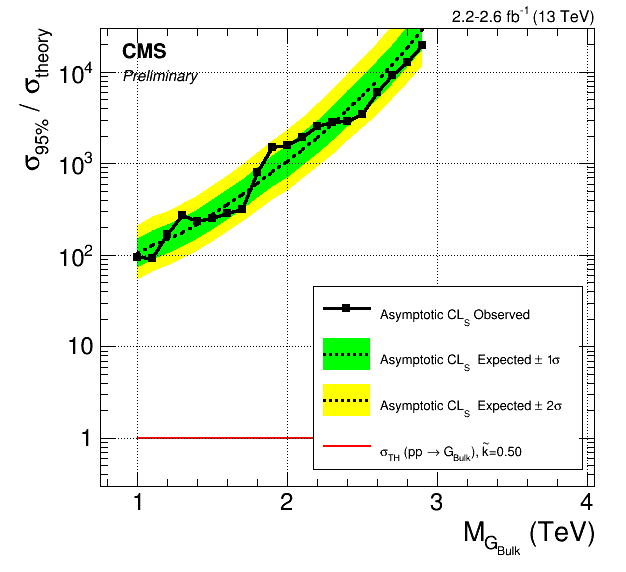 2.2-2.6 fb⁻¹ (13 TeV)
CMS
Preliminary
σ95% / σtheory
10⁴
10³
10²
10
1
Asymptotic CLS Observed
Asymptotic CLS Expected ± 1σ
Asymptotic CLS Expected ± 2σ
σTH (pp → GBulk), k̃=0.50
1 2 3 4
MGBulk (TeV)